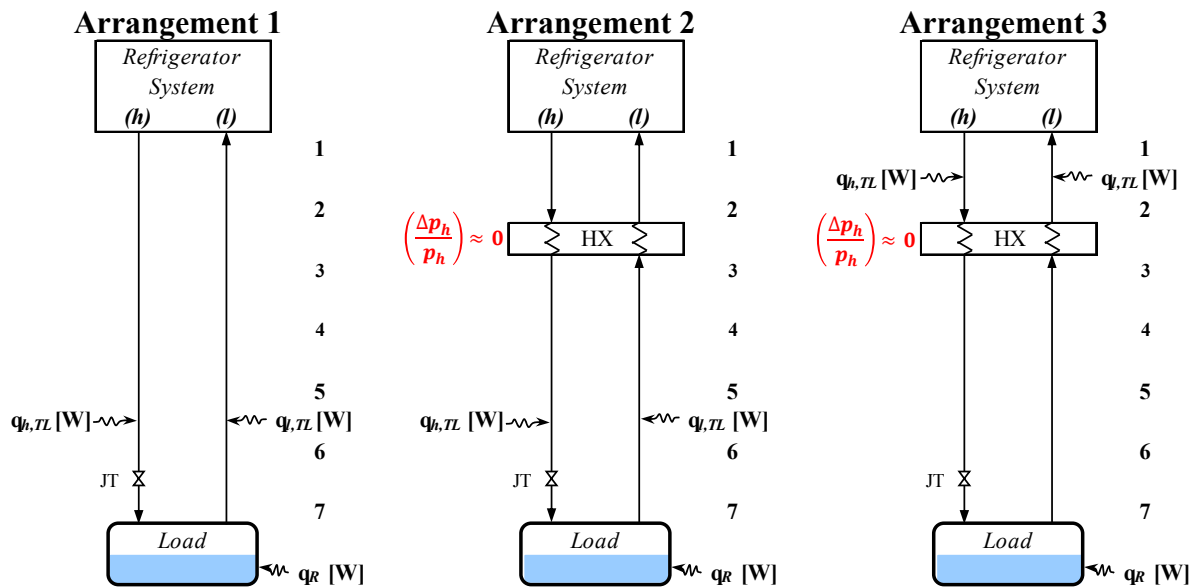 Arrangement 1
Refrigerator
System
(h) (l)
1
2
3
4
5
q_{h,TL} [W] q_{l,TL} [W]
6
JT
7
Load
q_R [W]
Arrangement 2
Refrigerator
System
(h) (l)
1
2
(Δp_h / p_h) ≈ 0 HX
3
4
5
q_{h,TL} [W] q_{l,TL} [W]
6
JT
7
Load
q_R [W]
Arrangement 3
Refrigerator
System
(h) (l)
1
q_{h,TL} [W] q_{l,TL} [W]
2
(Δp_h / p_h) ≈ 0 HX
3
4
5
6
JT
7
Load
q_R [W]